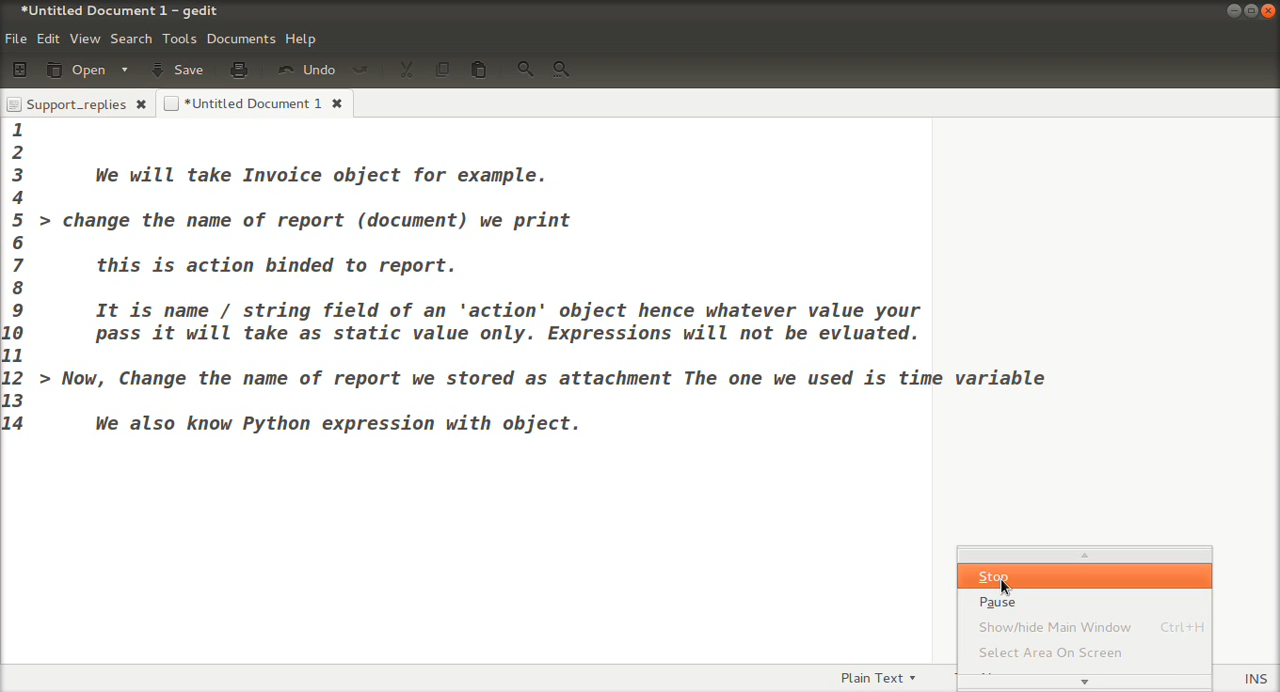 *Untitled Document 1 - gedit
File Edit View Search Tools Documents Help
Open Save Undo
Support_replies *Untitled Document 1
1
2
3 We will take Invoice object for example.
4
5 > change the name of report (document) we print
6
7 this is action binded to report.
8
9 It is name / string field of an 'action' object hence whatever value your
10 pass it will take as static value only. Expressions will not be evluated.
11
12 > Now, Change the name of report we stored as attachment The one we used is time variable
13
14 We also know Python expression with object.
Stop
Pause
Show/hide Main Window Ctrl+H
Select Area On Screen
Plain Text INS